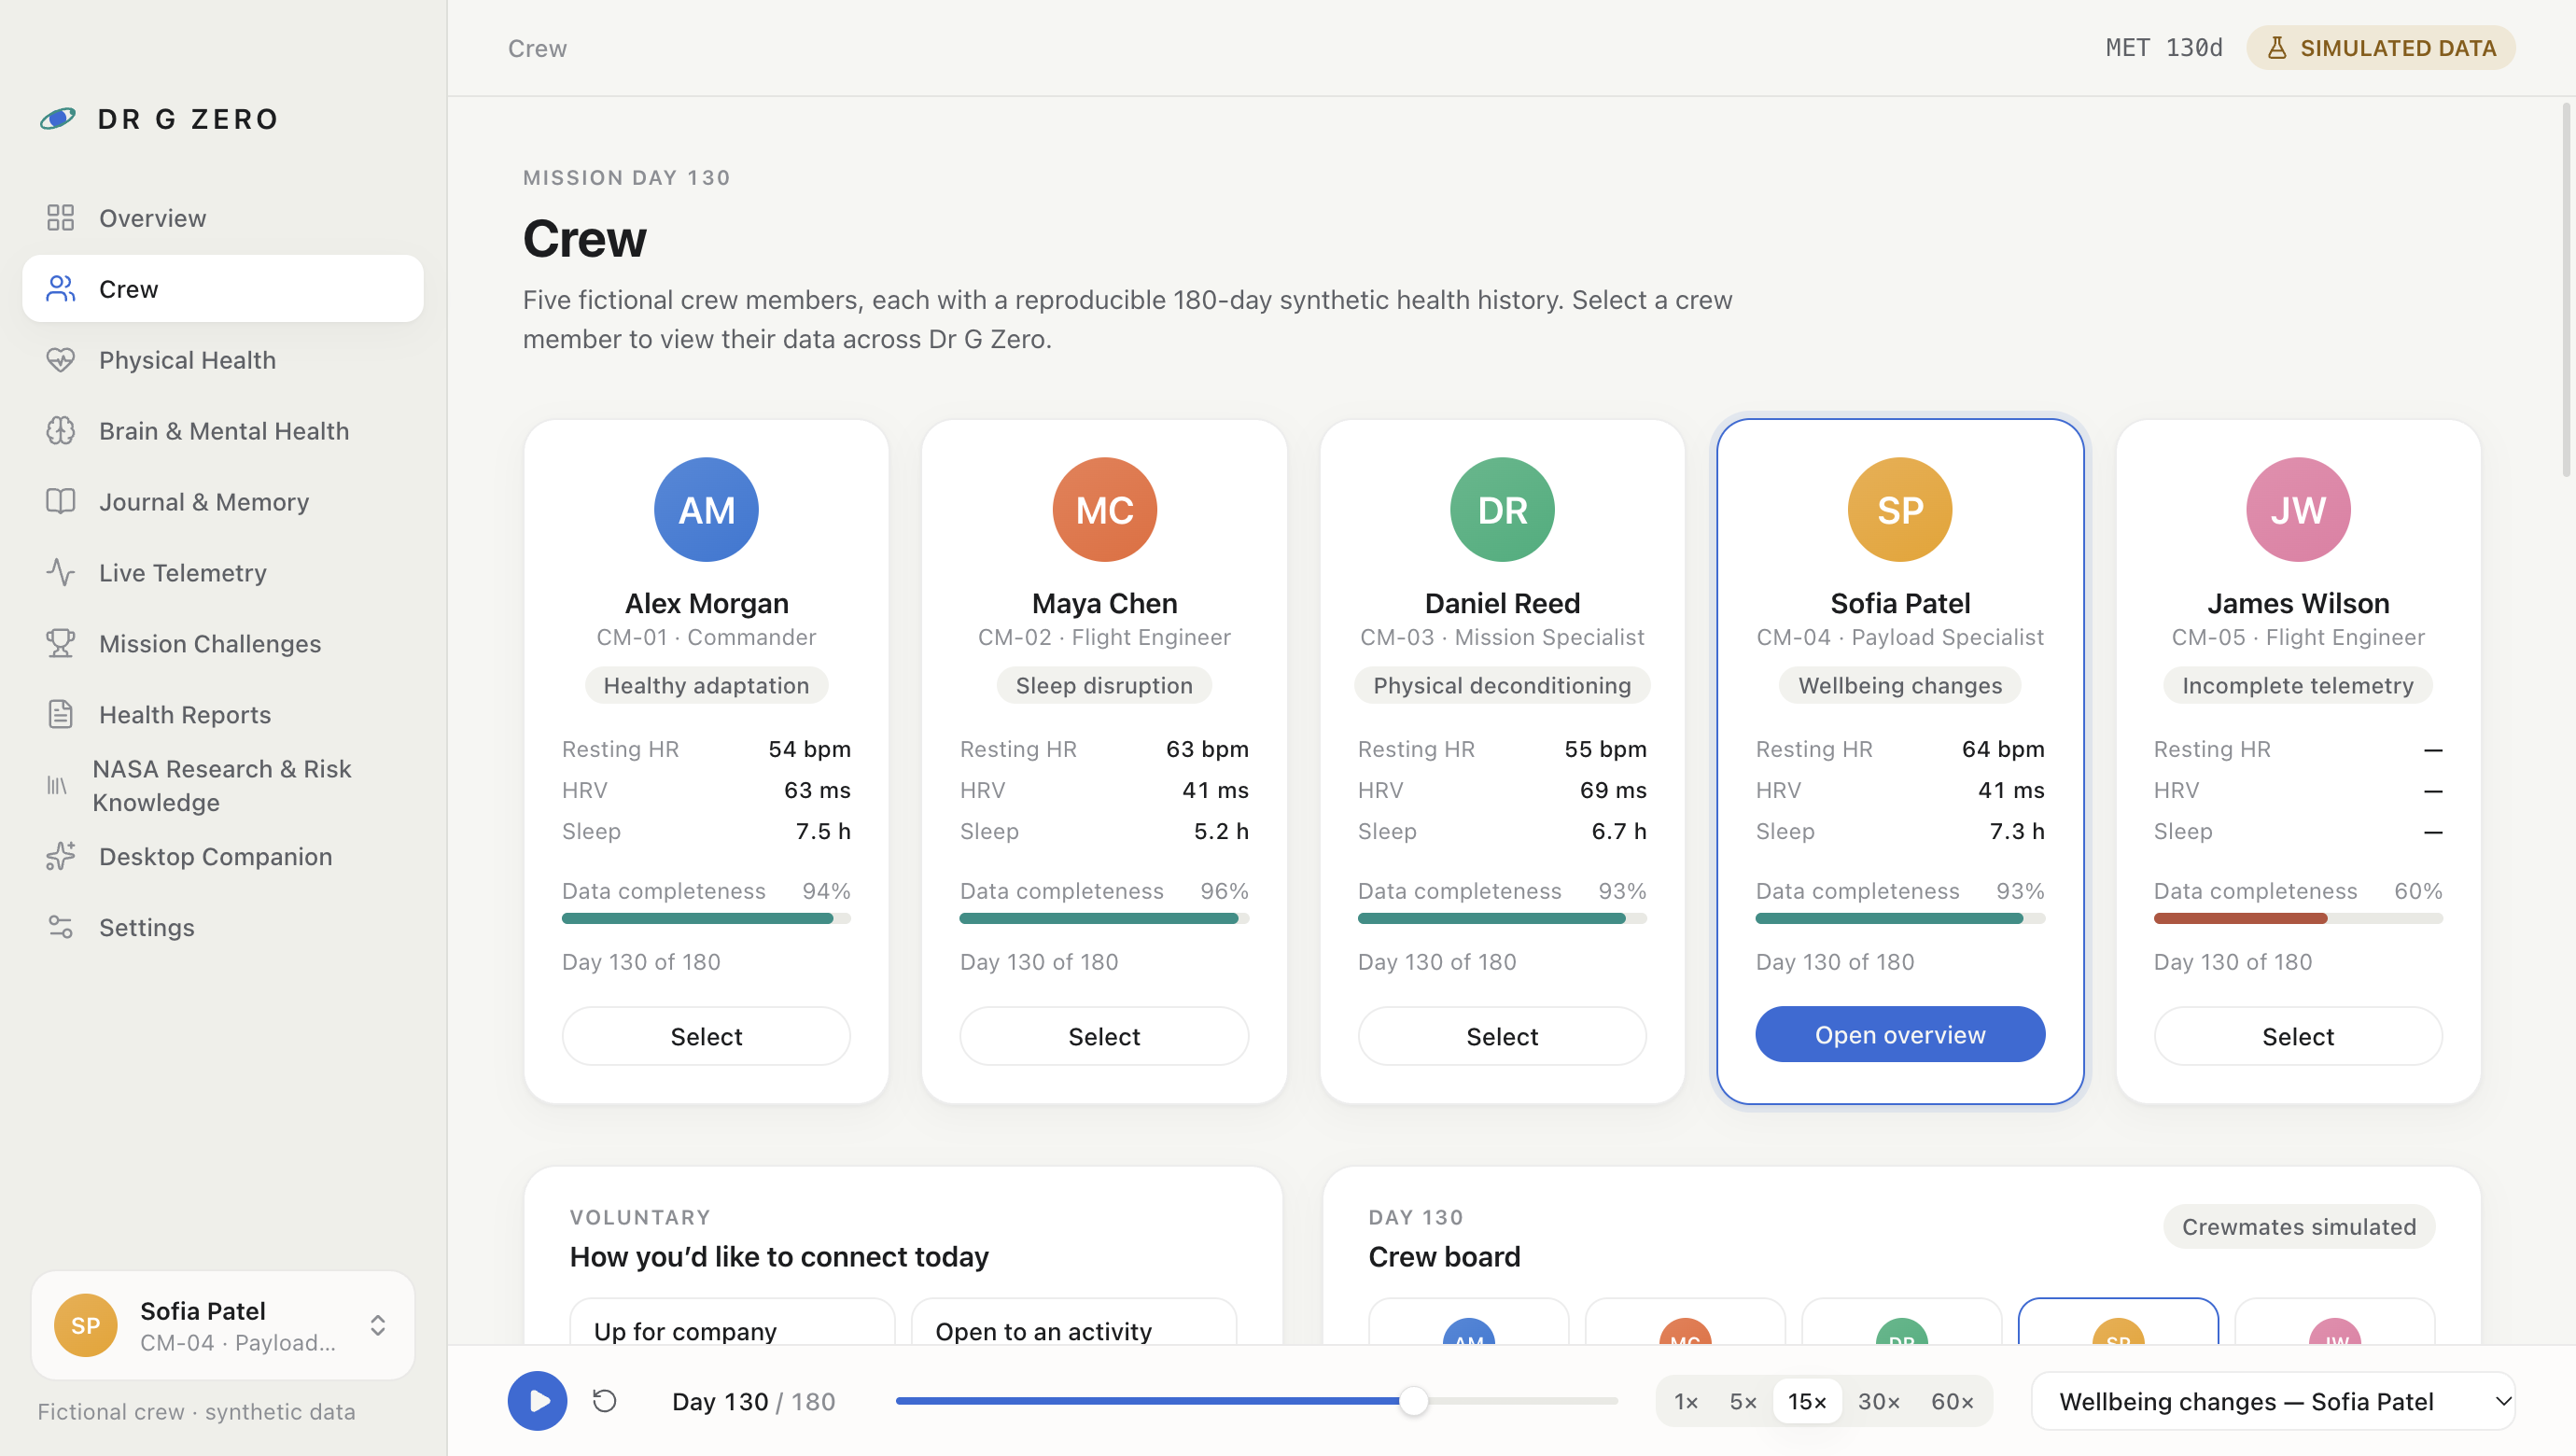 DR G ZERO
Overview
Crew
Physical Health
Brain & Mental Health
Journal & Memory
Live Telemetry
Mission Challenges
Health Reports
NASA Research & Risk
Knowledge
Desktop Companion
Settings
SP
Sofia Patel
CM-04 · Payload...
Fictional crew · synthetic data
Crew
MET 130d
SIMULATED DATA
MISSION DAY 130
Crew
Five fictional crew members, each with a reproducible 180-day synthetic health history. Select a crew
member to view their data across Dr G Zero.
AM
Alex Morgan
CM-01 · Commander
Healthy adaptation
Resting HR 54 bpm
HRV 63 ms
Sleep 7.5 h
Data completeness 94%
Day 130 of 180
Select
MC
Maya Chen
CM-02 · Flight Engineer
Sleep disruption
Resting HR 63 bpm
HRV 41 ms
Sleep 5.2 h
Data completeness 96%
Day 130 of 180
Select
DR
Daniel Reed
CM-03 · Mission Specialist
Physical deconditioning
Resting HR 55 bpm
HRV 69 ms
Sleep 6.7 h
Data completeness 93%
Day 130 of 180
Select
SP
Sofia Patel
CM-04 · Payload Specialist
Wellbeing changes
Resting HR 64 bpm
HRV 41 ms
Sleep 7.3 h
Data completeness 93%
Day 130 of 180
Open overview
JW
James Wilson
CM-05 · Flight Engineer
Incomplete telemetry
Resting HR —
HRV —
Sleep —
Data completeness 60%
Day 130 of 180
Select
VOLUNTARY
How you’d like to connect today
Up for company
Open to an activity
DAY 130
Crew board
Crewmates simulated
AM
MC
DR
SP
JW
Day 130 / 180
1× 5× 15× 30× 60×
Wellbeing changes — Sofia Patel